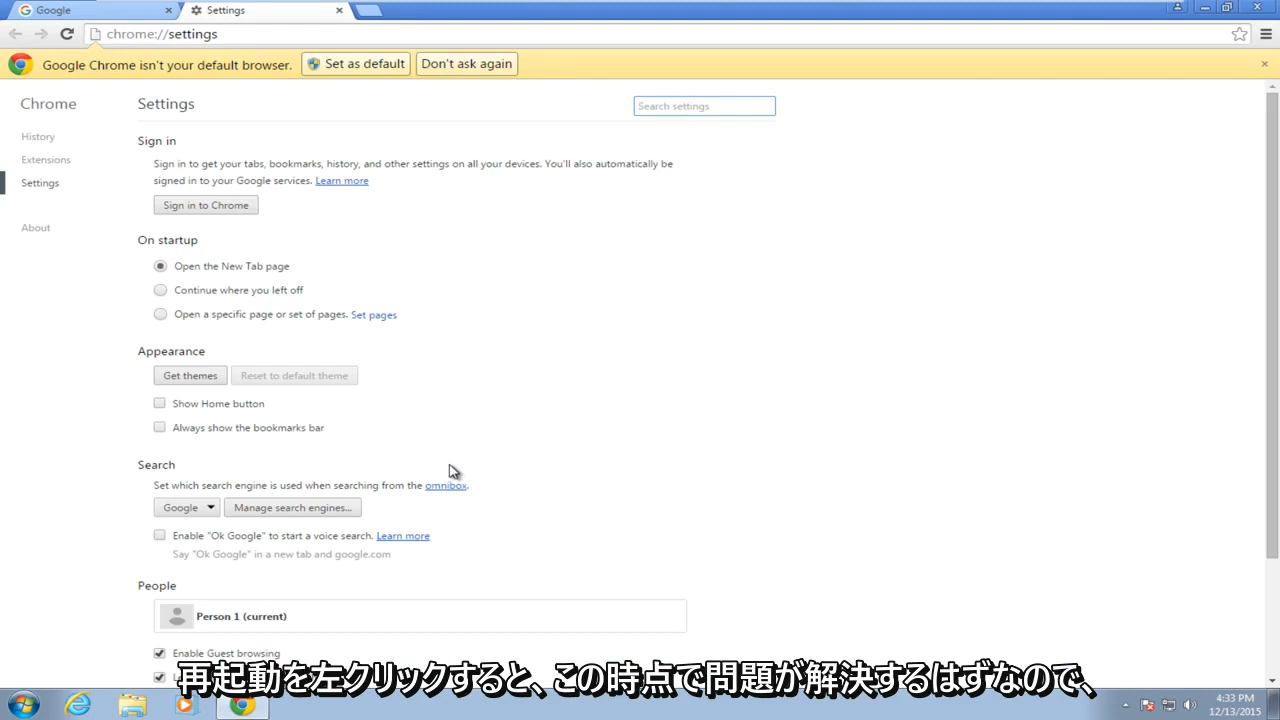 Google
Settings
chrome://settings
Google Chrome isn't your default browser. Set as default Don't ask again
Chrome
History
Extensions
Settings
About
Settings
Search settings
Sign in
Sign in to get your tabs, bookmarks, history, and other settings on all your devices. You'll also automatically be
signed in to your Google services. Learn more
Sign in to Chrome
On startup
Open the New Tab page
Continue where you left off
Open a specific page or set of pages. Set pages
Appearance
Get themes Reset to default theme
Show Home button
Always show the bookmarks bar
Search
Set which search engine is used when searching from the omnibox.
Google Manage search engines...
Enable "Ok Google" to start a voice search. Learn more
Say "Ok Google" in a new tab and google.com
People
Person 1 (current)
Enable Guest browsing
再起動を左クリックすると、この時点で問題が解決するはずなので、
4:33 PM
12/13/2015